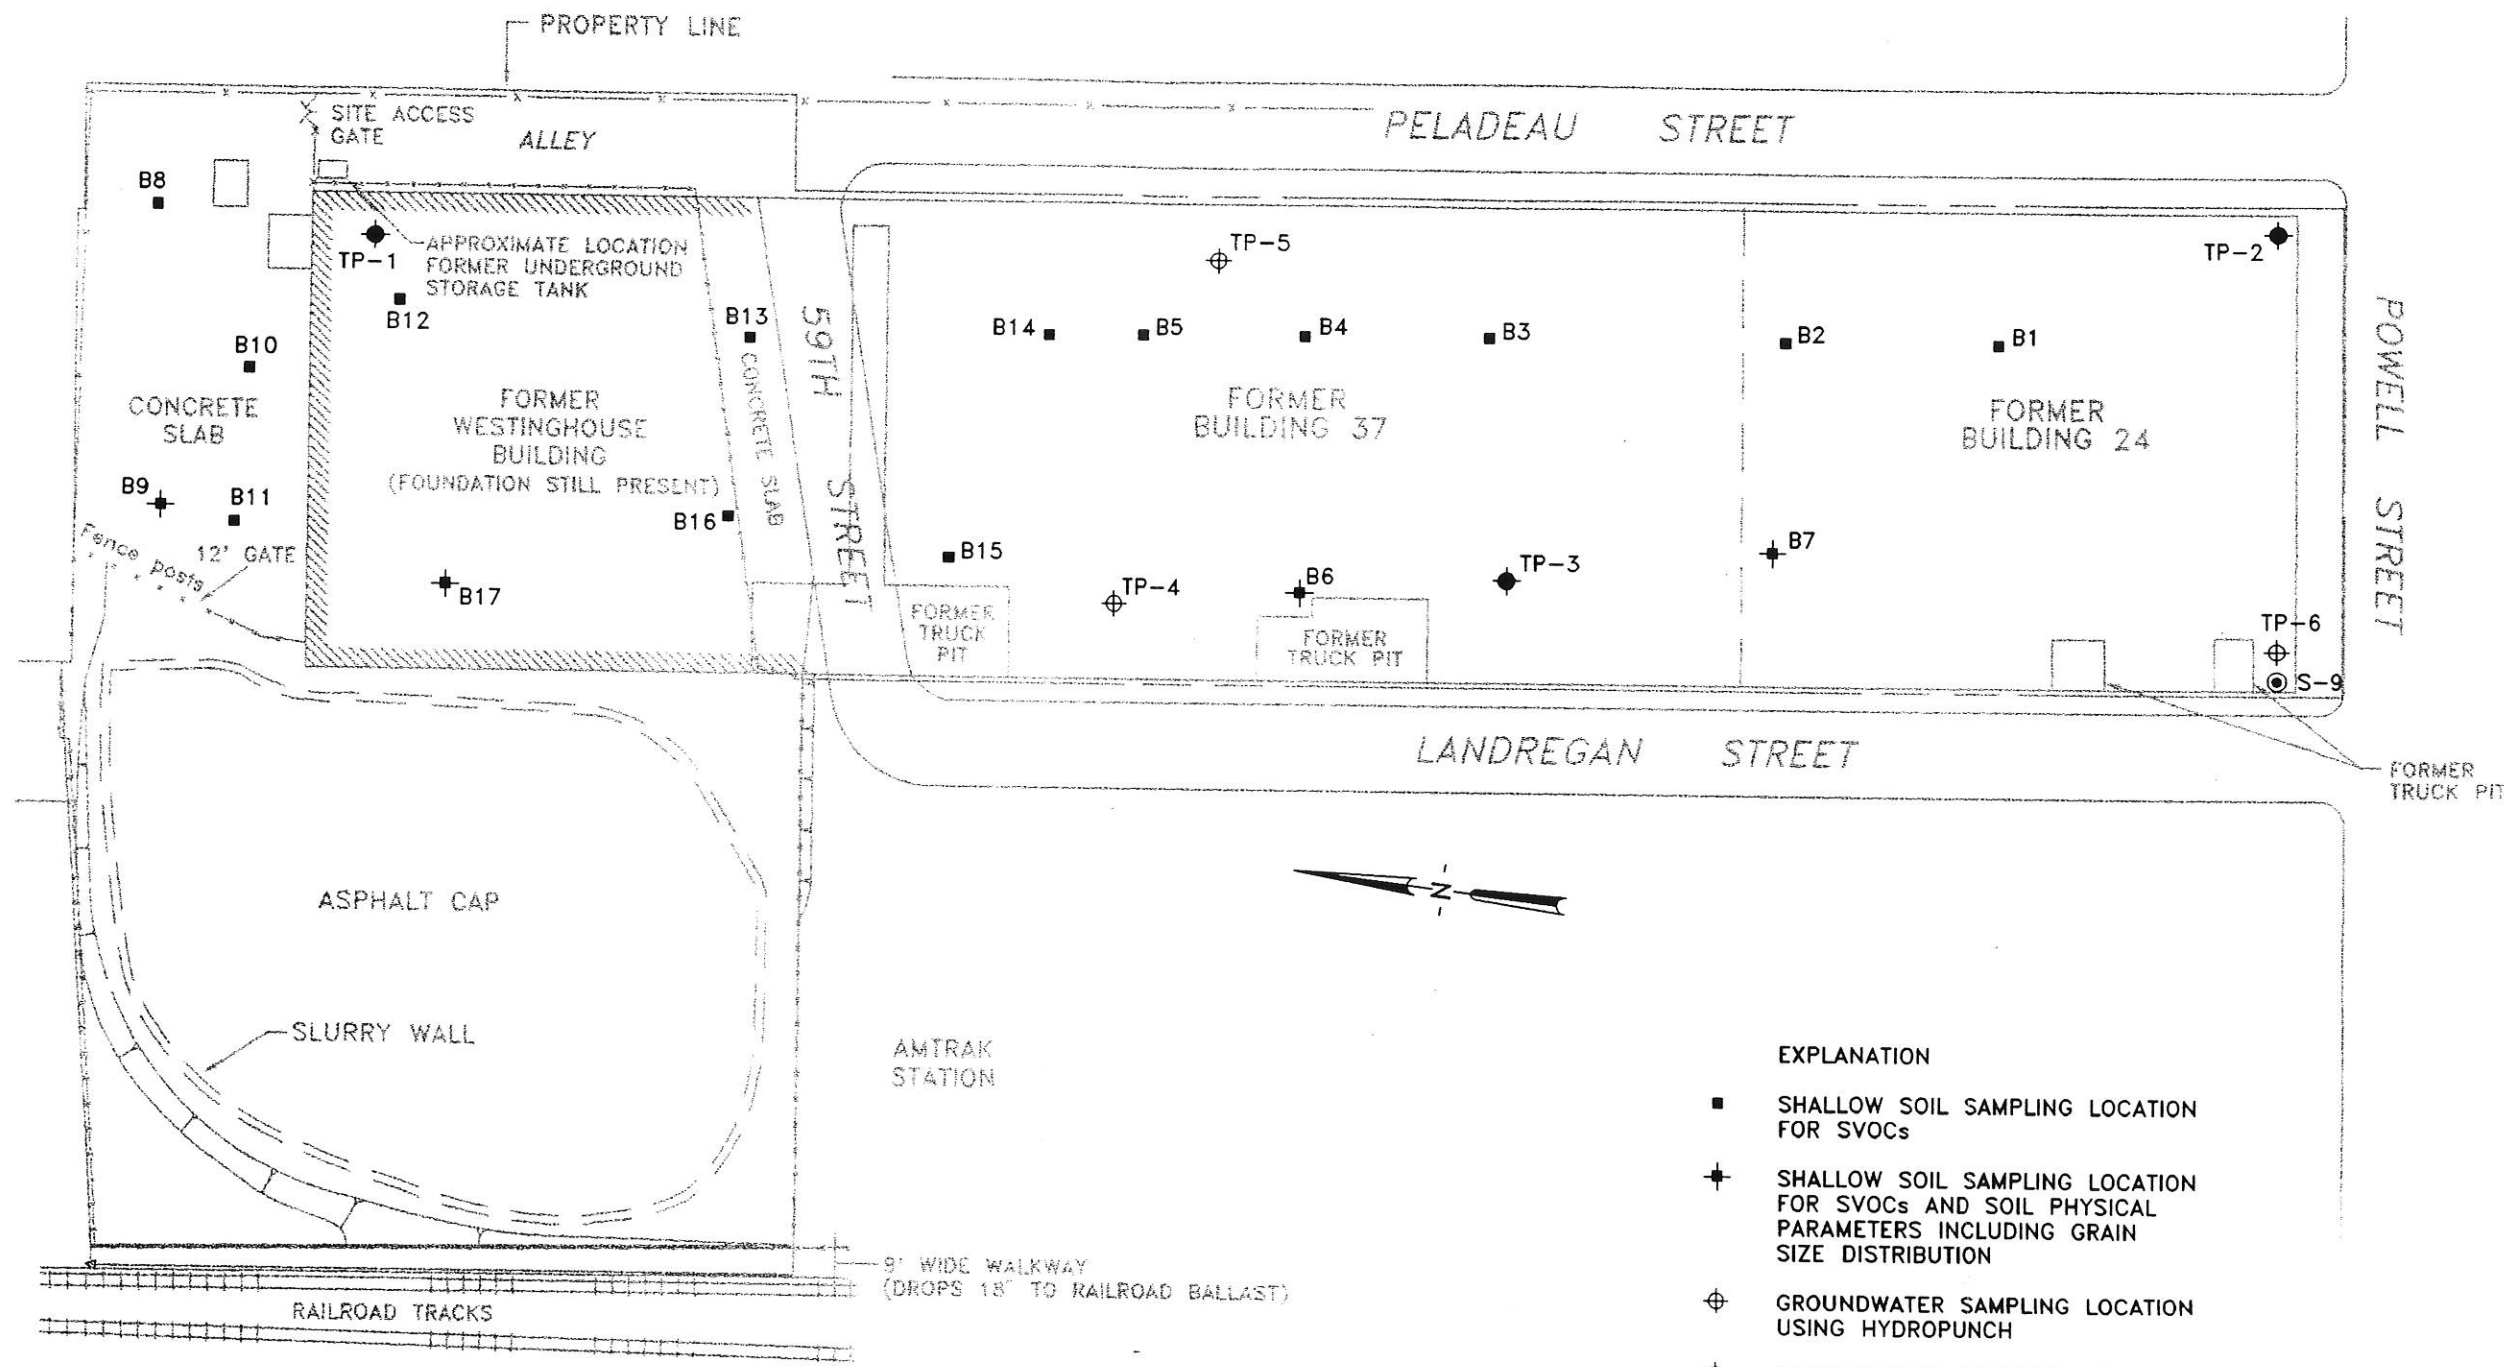 PROPERTY LINE
SITE ACCESS
GATE
ALLEY
PELADEAU STREET
B8
TP-1
APPROXIMATE LOCATION
FORMER UNDERGROUND
STORAGE TANK
B12
B13
B10
CONCRETE
SLAB
FORMER
WESTINGHOUSE
BUILDING
(FOUNDATION STILL PRESENT)
CONCRETE SLAB
59TH STREET
TP-5
TP-2
B14
B5
B4
B3
B2
B1
FORMER
BUILDING 37
FORMER
BUILDING 24
POWELL STREET
B9
B11
B16
Fence posts
12' GATE
B17
B15
TP-4
B6
TP-3
B7
FORMER
TRUCK
PIT
FORMER
TRUCK PIT
TP-6
S-9
LANDREGAN STREET
FORMER
TRUCK PIT
N
ASPHALT CAP
SLURRY WALL
AMTRAK
STATION
9' WIDE WALKWAY
(DROPS 18" TO RAILROAD BALLAST)
RAILROAD TRACKS
EXPLANATION
SHALLOW SOIL SAMPLING LOCATION
FOR SVOCs
SHALLOW SOIL SAMPLING LOCATION
FOR SVOCs AND SOIL PHYSICAL
PARAMETERS INCLUDING GRAIN
SIZE DISTRIBUTION
GROUNDWATER SAMPLING LOCATION
USING HYDROPUNCH